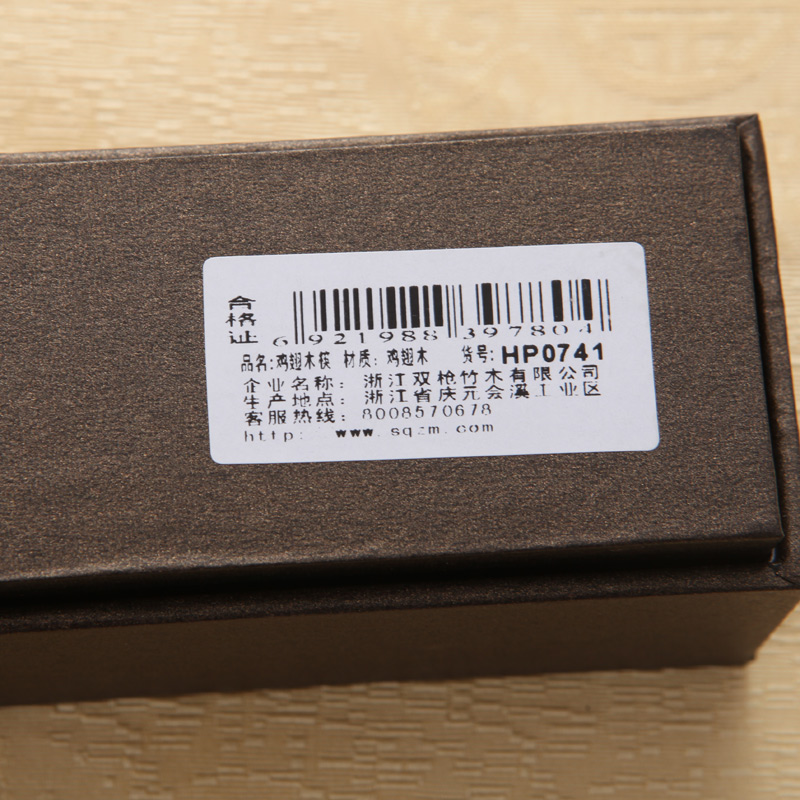 合格证
6 921988 397804
品名:鸡翅木筷 材质:鸡翅木 货号:HP0741
企业名称: 浙江双枪竹木有限公司
生产地点: 浙江省庆元会溪工业区
客服热线: 8008570678
http: www.sqzm.com